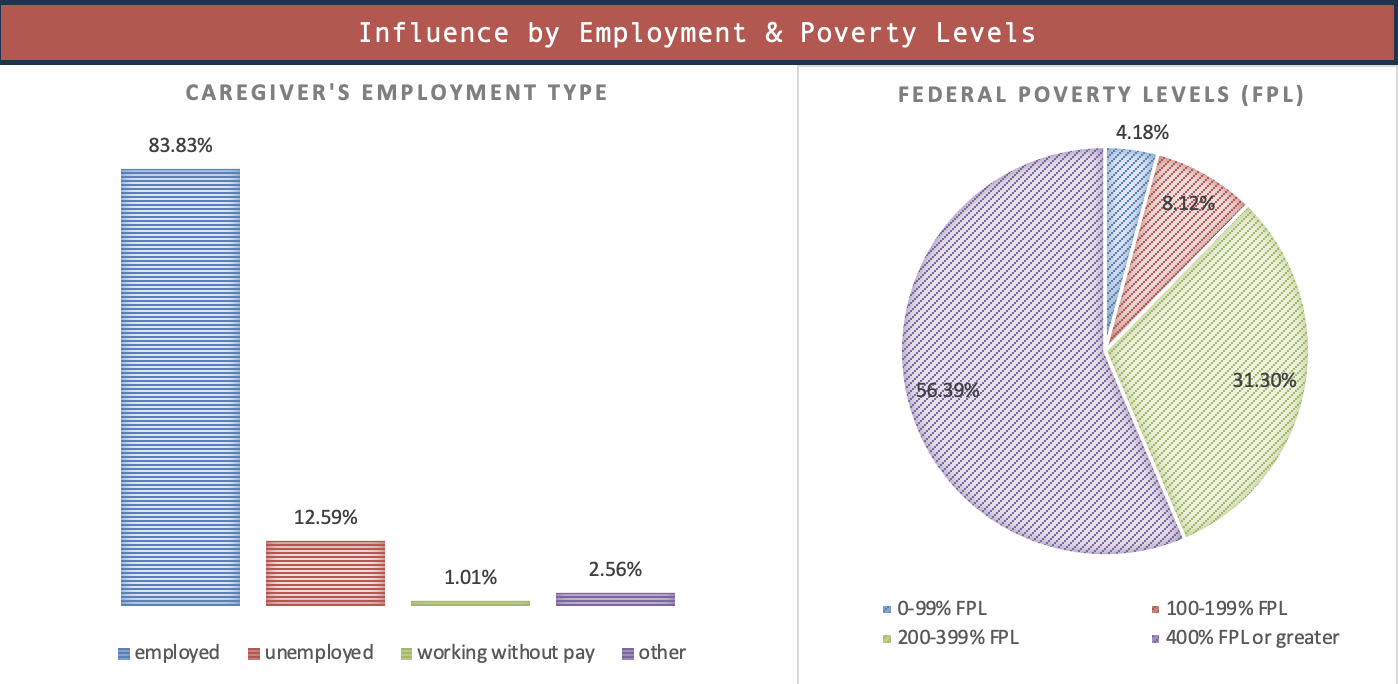 Influence by Employment & Poverty Levels
CAREGIVER'S EMPLOYMENT TYPE
83.83%
12.59%
1.01%
2.56%
employed unemployed working without pay other
FEDERAL POVERTY LEVELS (FPL)
4.18%
8.12%
31.30%
56.39%
0-99% FPL 100-199% FPL
200-399% FPL 400% FPL or greater